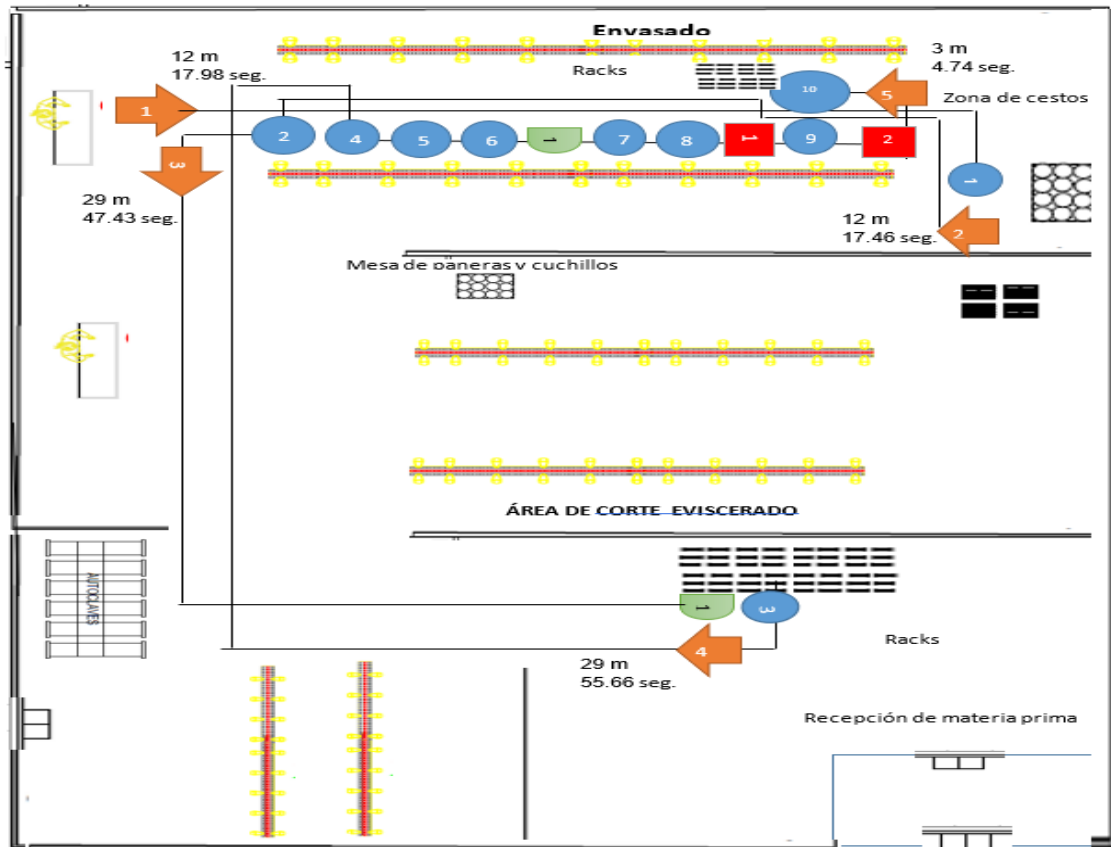 Envasado
12 m
17.98 seg.
Racks
3 m
4.74 seg.
10
5
Zona de cestos
1
2
4
5
6
1
7
8
1
9
2
3
1
29 m
47.43 seg.
12 m
17.46 seg.
2
Mesa de paneras y cuchillos
ÁREA DE CORTE EVISCERADO
AUTOCLAVES
1
3
4
Racks
29 m
55.66 seg.
Recepción de materia prima